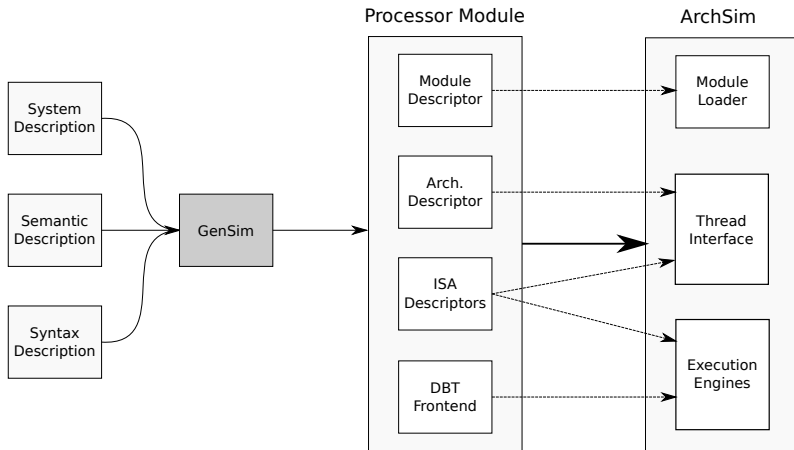 Processor Module
ArchSim
System
Description
Semantic
Description
Syntax
Description
GenSim
Module
Descriptor
Arch.
Descriptor
ISA
Descriptors
DBT
Frontend
Module
Loader
Thread
Interface
Execution
Engines